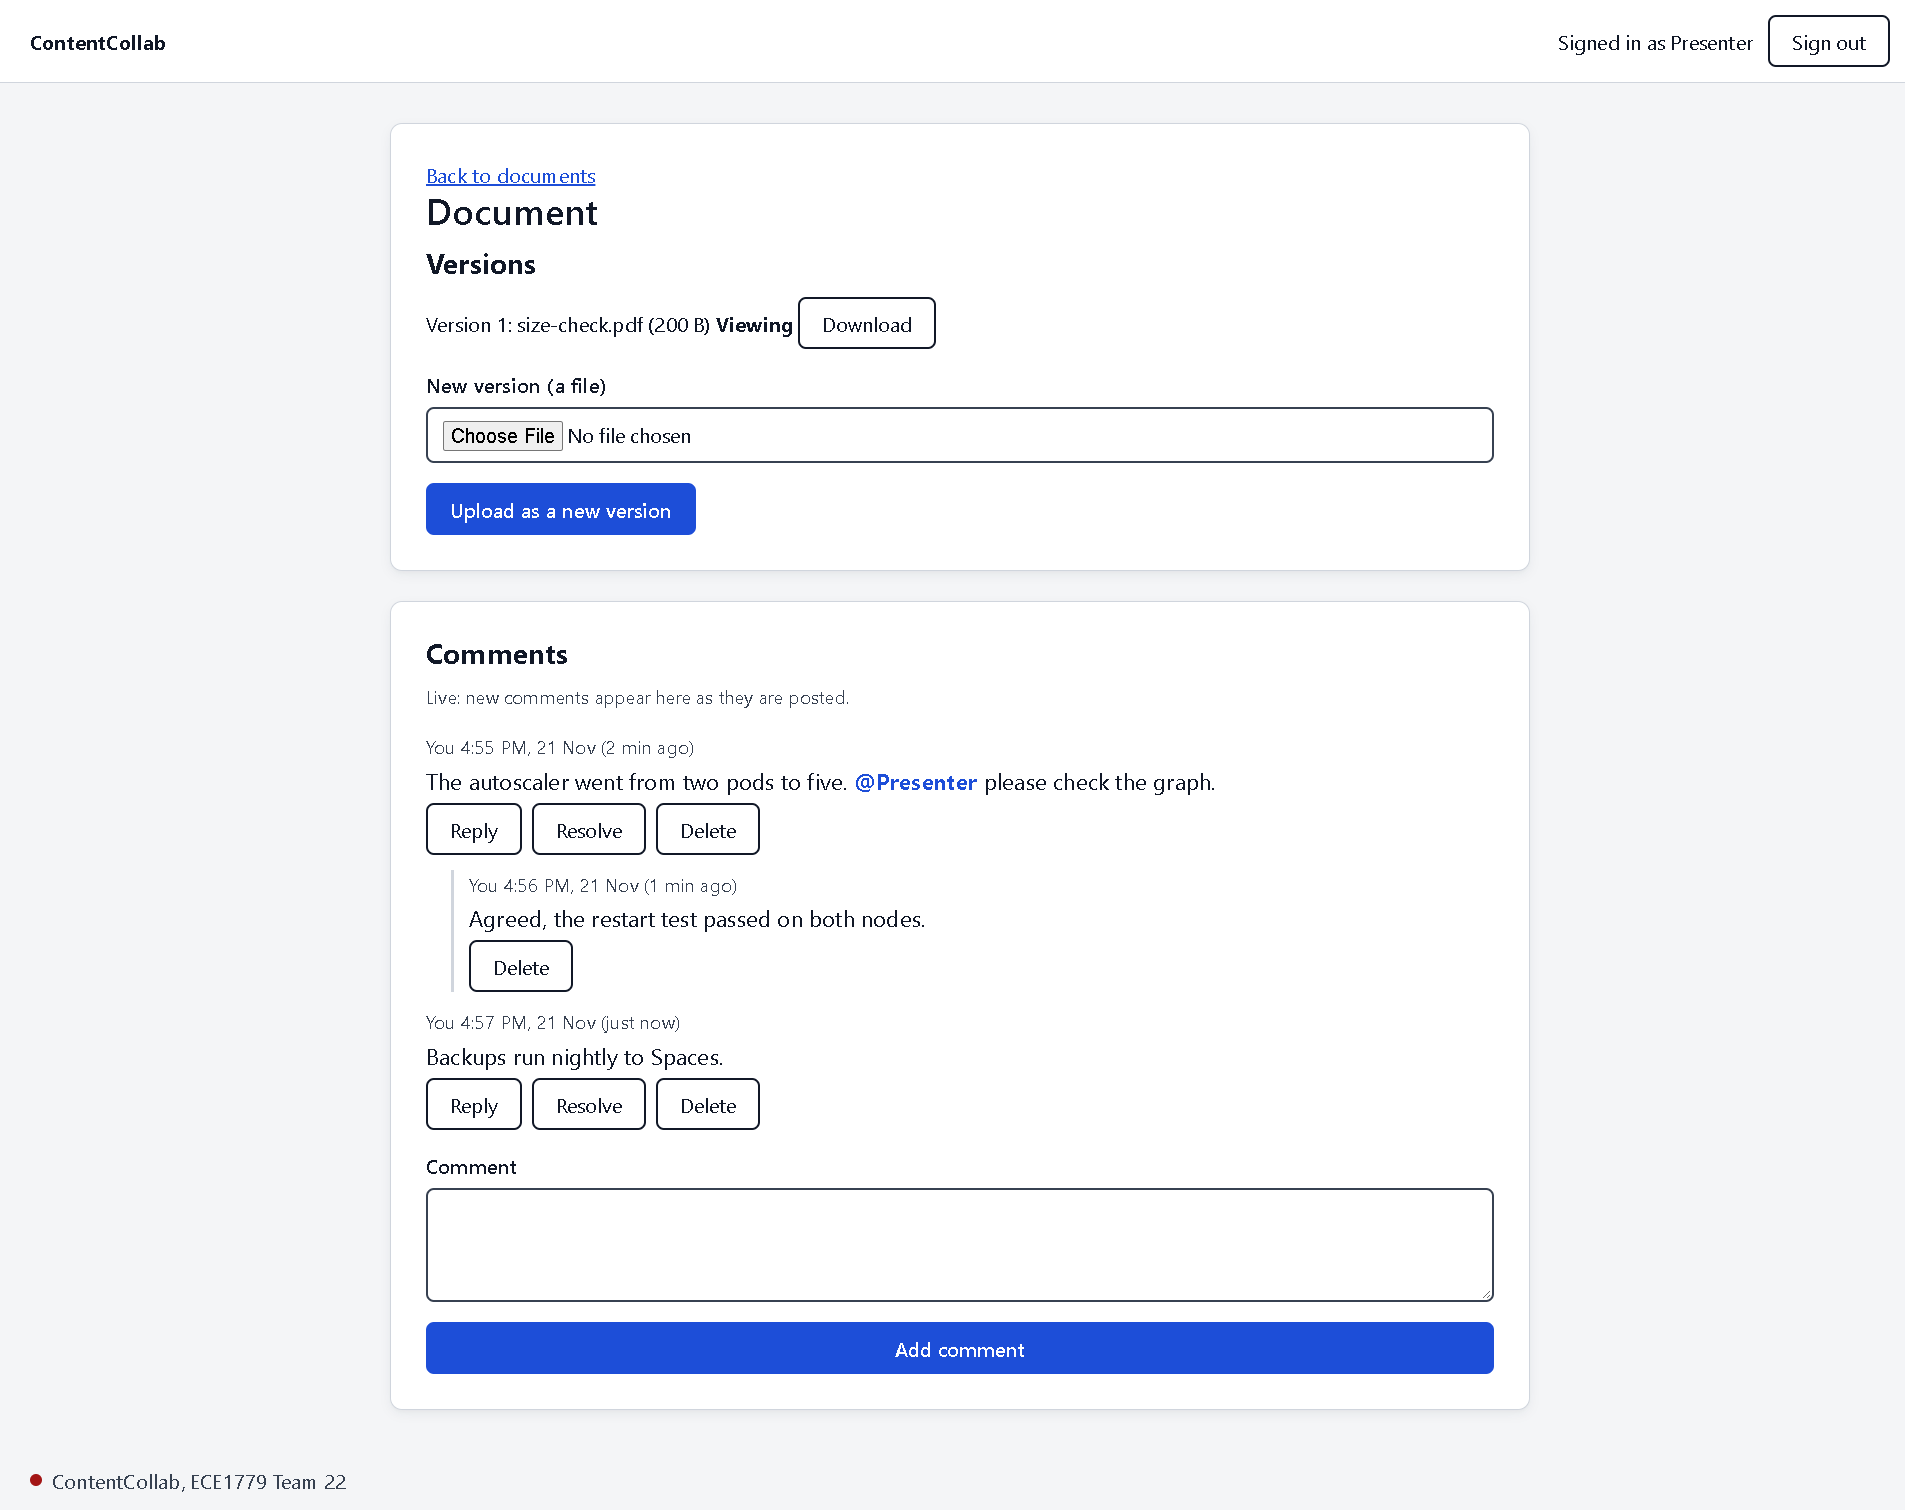 ContentCollab
Signed in as Presenter
Sign out
Back to documents
Document
Versions
Version 1: size-check.pdf (200 B) Viewing
Download
New version (a file)
Choose File No file chosen
Upload as a new version
Comments
Live: new comments appear here as they are posted.
You 4:55 PM, 21 Nov (2 min ago)
The autoscaler went from two pods to five. @Presenter please check the graph.
Reply
Resolve
Delete
You 4:56 PM, 21 Nov (1 min ago)
Agreed, the restart test passed on both nodes.
Delete
You 4:57 PM, 21 Nov (just now)
Backups run nightly to Spaces.
Reply
Resolve
Delete
Comment
Add comment
ContentCollab, ECE1779 Team 22